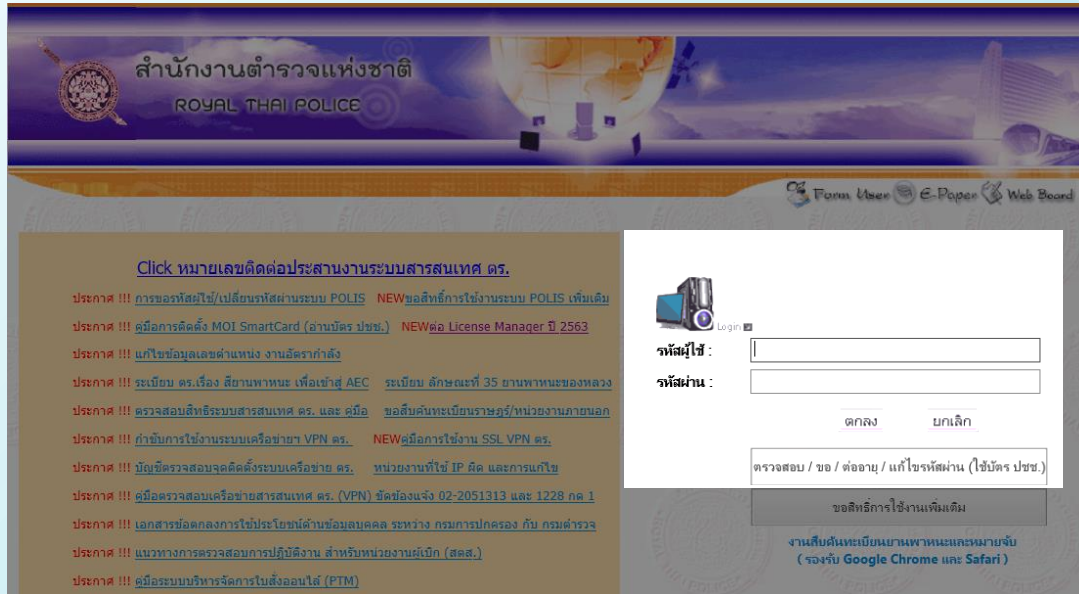 สำนักงานตำรวจแห่งชาติ
ROYAL THAI POLICE
Form User E-Paper Web Board
Click หมายเลขติดต่อประสานงานระบบสารสนเทศ ตร.
ประกาศ !!! การขอรหัสผู้ใช้/เปลี่ยนรหัสผ่านระบบ POLIS NEWขอสิทธิ์การใช้งานระบบ POLIS เพิ่มเติม
ประกาศ !!! คู่มือการติดตั้ง MOI SmartCard (อ่านบัตร ปชช.) NEWต่อ License Manager ปี 2563
ประกาศ !!! แก้ไขข้อมูลเลขตำแหน่ง งานอัตรากำลัง
ประกาศ !!! ระเบียบ ตร.เรื่อง สียานพาหนะ เพื่อเข้าสู่ AEC ระเบียบ ลักษณะที่ 35 ยานพาหนะของหลวง
ประกาศ !!! ตรวจสอบสิทธิระบบสารสนเทศ ตร. และ คู่มือ ขอสืบค้นทะเบียนราษฎร์/หน่วยงานภายนอก
ประกาศ !!! กำชับการใช้งานระบบเครือข่ายฯ VPN ตร. NEWคู่มือการใช้งาน SSL VPN ตร.
ประกาศ !!! บัญชีตรวจสอบจุดติดตั้งระบบเครือข่าย ตร. หน่วยงานที่ใช้ IP ผิด และการแก้ไข
ประกาศ !!! คู่มือตรวจสอบเครือข่ายสารสนเทศ ตร. (VPN) ขัดข้องแจ้ง 02-2051313 และ 1228 กด 1
ประกาศ !!! เอกสารข้อตกลงการใช้ประโยชน์ด้านข้อมูลบุคคล ระหว่าง กรมการปกครอง กับ กรมตำรวจ
ประกาศ !!! แนวทางการตรวจสอบการปฏิบัติงาน สำหรับหน่วยงานผู้เบิก (สตส.)
ประกาศ !!! คู่มือระบบบริหารจัดการใบสั่งออนไลน์ (PTM)
Login
รหัสผู้ใช้ :
รหัสผ่าน :
ตกลง ยกเลิก
ตรวจสอบ / ขอ / ต่ออายุ / แก้ไขรหัสผ่าน (ใช้บัตร ปชช.)
ขอสิทธิ์การใช้งานเพิ่มเติม
งานสืบค้นทะเบียนยานพาหนะและหมายจับ
( รองรับ Google Chrome และ Safari )